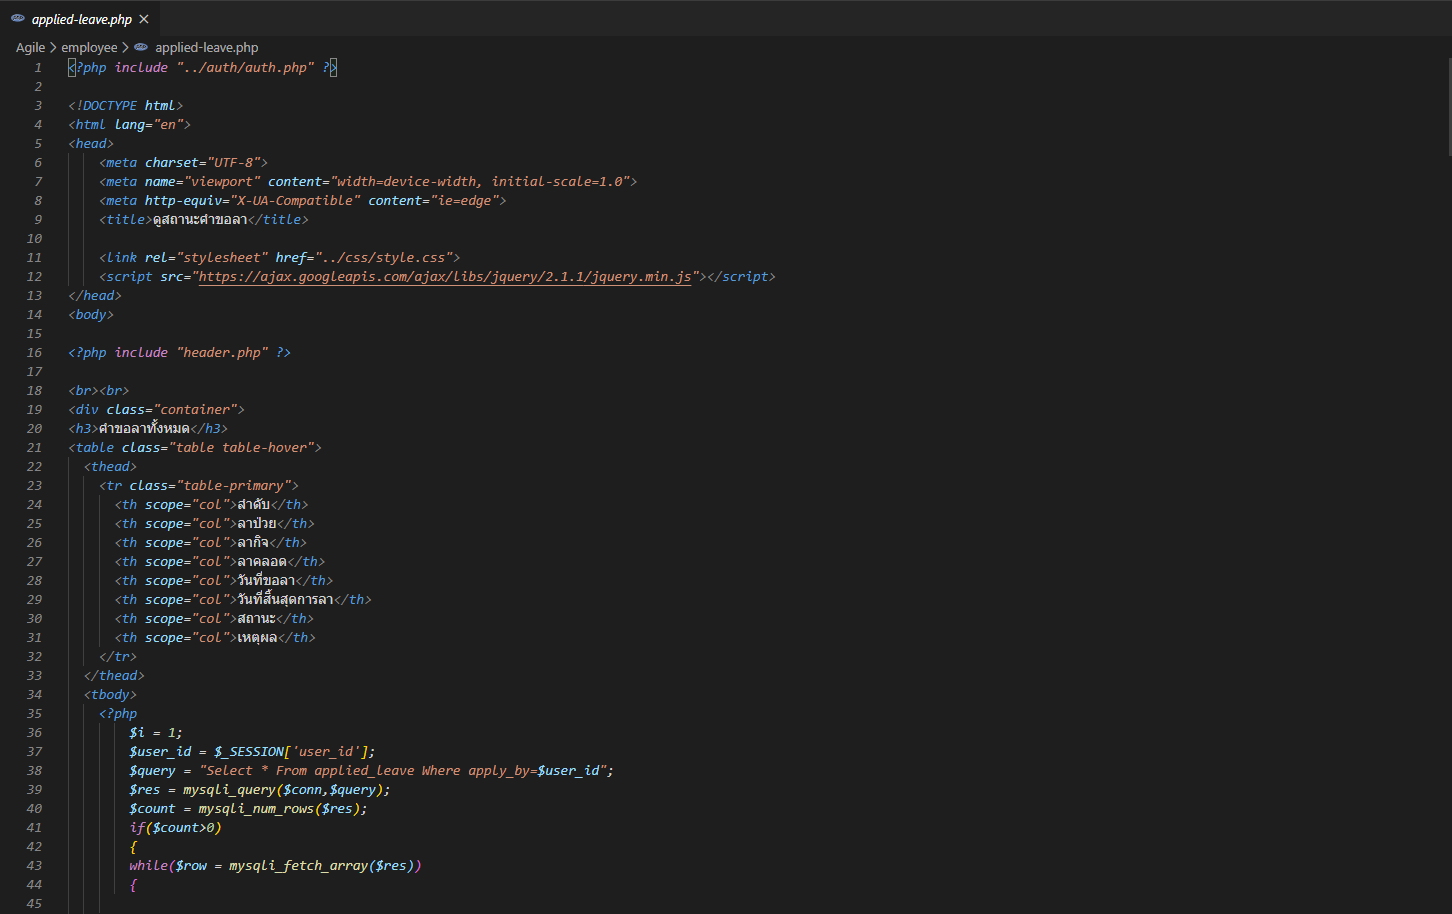 applied-leave.php
Agile > employee > applied-leave.php
1 <?php include "../auth/auth.php" ?>
2
3 <!DOCTYPE html>
4 <html lang="en">
5 <head>
6 <meta charset="UTF-8">
7 <meta name="viewport" content="width=device-width, initial-scale=1.0">
8 <meta http-equiv="X-UA-Compatible" content="ie=edge">
9 <title>ดูสถานะคำขอลา</title>
10
11 <link rel="stylesheet" href="../css/style.css">
12 <script src="https://ajax.googleapis.com/ajax/libs/jquery/2.1.1/jquery.min.js"></script>
13 </head>
14 <body>
15
16 <?php include "header.php" ?>
17
18 <br><br>
19 <div class="container">
20 <h3>คำขอลาทั้งหมด</h3>
21 <table class="table table-hover">
22 <thead>
23 <tr class="table-primary">
24 <th scope="col">ลำดับ</th>
25 <th scope="col">ลาป่วย</th>
26 <th scope="col">ลากิจ</th>
27 <th scope="col">ลาคลอด</th>
28 <th scope="col">วันที่ขอลา</th>
29 <th scope="col">วันที่สิ้นสุดการลา</th>
30 <th scope="col">สถานะ</th>
31 <th scope="col">เหตุผล</th>
32 </tr>
33 </thead>
34 <tbody>
35 <?php
36 $i = 1;
37 $user_id = $_SESSION['user_id'];
38 $query = "Select * From applied_leave Where apply_by=$user_id";
39 $res = mysqli_query($conn,$query);
40 $count = mysqli_num_rows($res);
41 if($count>0)
42 {
43 while($row = mysqli_fetch_array($res))
44 {
45